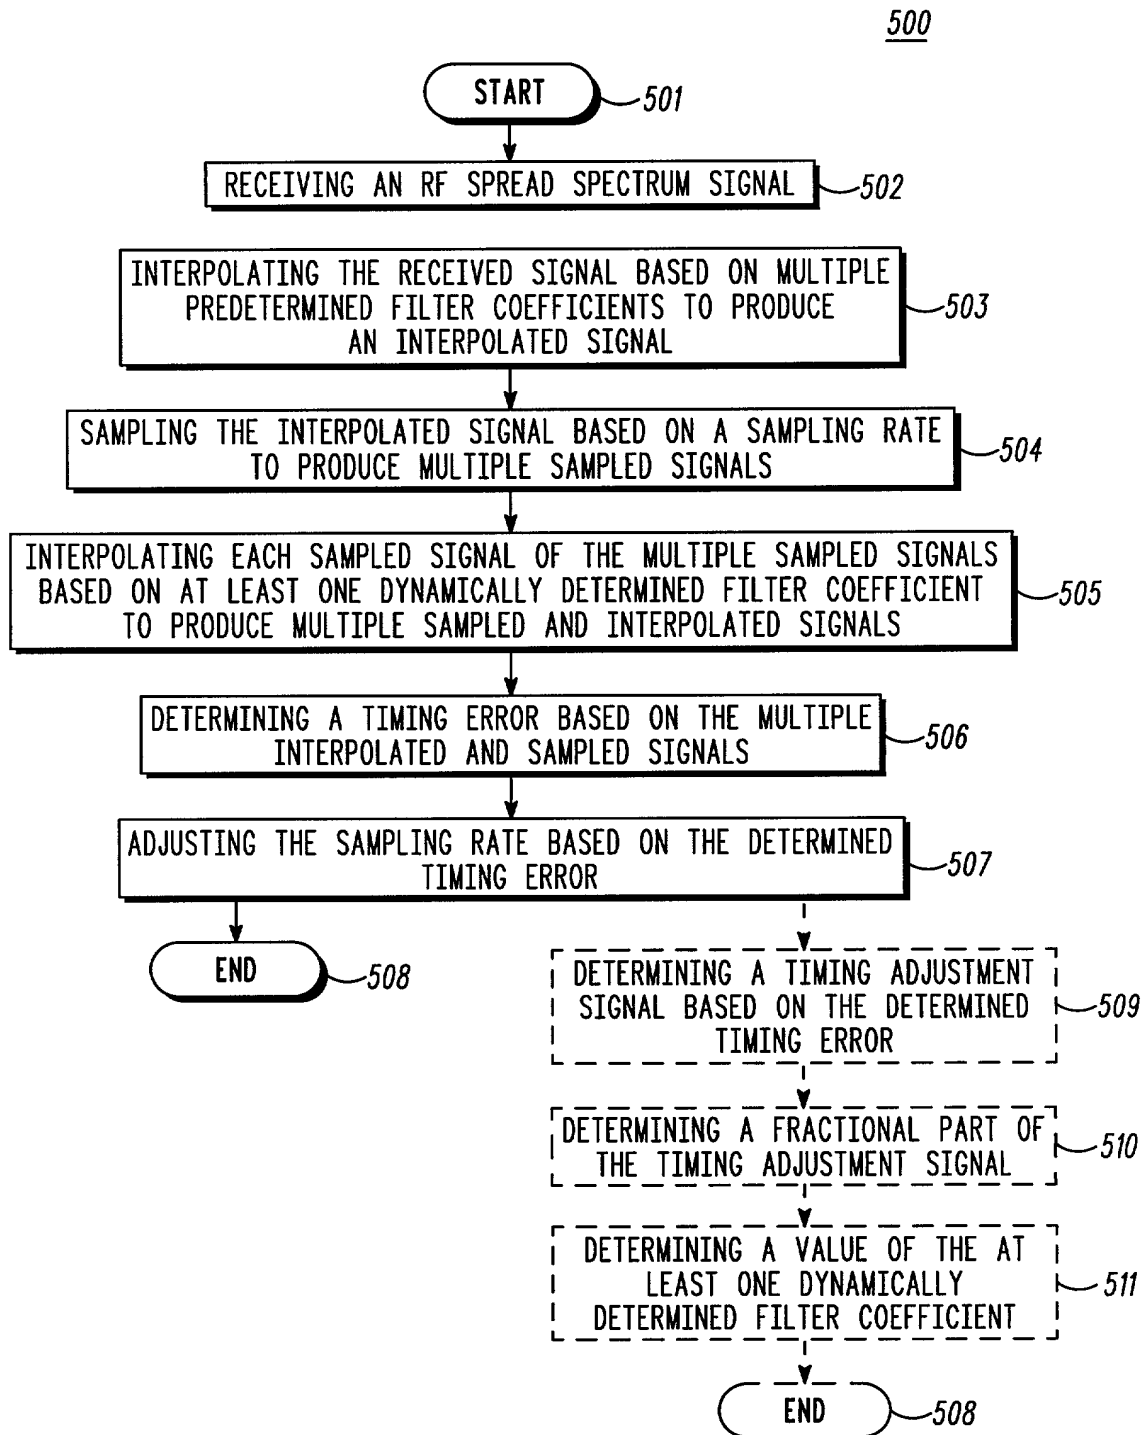 500
START
501
RECEIVING AN RF SPREAD SPECTRUM SIGNAL
502
INTERPOLATING THE RECEIVED SIGNAL BASED ON MULTIPLE
PREDETERMINED FILTER COEFFICIENTS TO PRODUCE
AN INTERPOLATED SIGNAL
503
SAMPLING THE INTERPOLATED SIGNAL BASED ON A SAMPLING RATE
TO PRODUCE MULTIPLE SAMPLED SIGNALS
504
INTERPOLATING EACH SAMPLED SIGNAL OF THE MULTIPLE SAMPLED SIGNALS
BASED ON AT LEAST ONE DYNAMICALLY DETERMINED FILTER COEFFICIENT
TO PRODUCE MULTIPLE SAMPLED AND INTERPOLATED SIGNALS
505
DETERMINING A TIMING ERROR BASED ON THE MULTIPLE
INTERPOLATED AND SAMPLED SIGNALS
506
ADJUSTING THE SAMPLING RATE BASED ON THE DETERMINED
TIMING ERROR
507
END
508
DETERMINING A TIMING ADJUSTMENT
SIGNAL BASED ON THE DETERMINED
TIMING ERROR
509
DETERMINING A FRACTIONAL PART OF
THE TIMING ADJUSTMENT SIGNAL
510
DETERMINING A VALUE OF THE AT
LEAST ONE DYNAMICALLY
DETERMINED FILTER COEFFICIENT
511
END
508